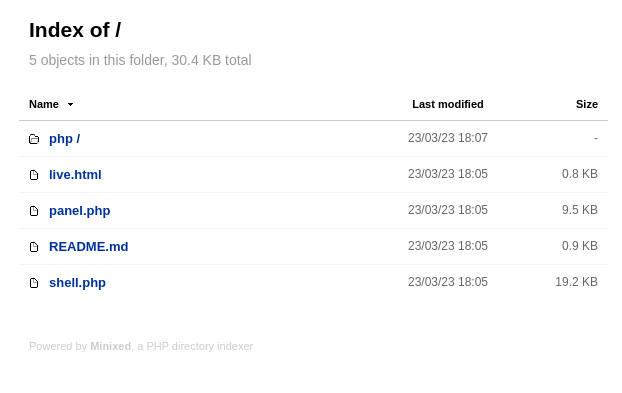 Index of /
5 objects in this folder, 30.4 KB total
Name Last modified Size
php / 23/03/23 18:07 -
live.html 23/03/23 18:05 0.8 KB
panel.php 23/03/23 18:05 9.5 KB
README.md 23/03/23 18:05 0.9 KB
shell.php 23/03/23 18:05 19.2 KB
Powered by Minixed, a PHP directory indexer